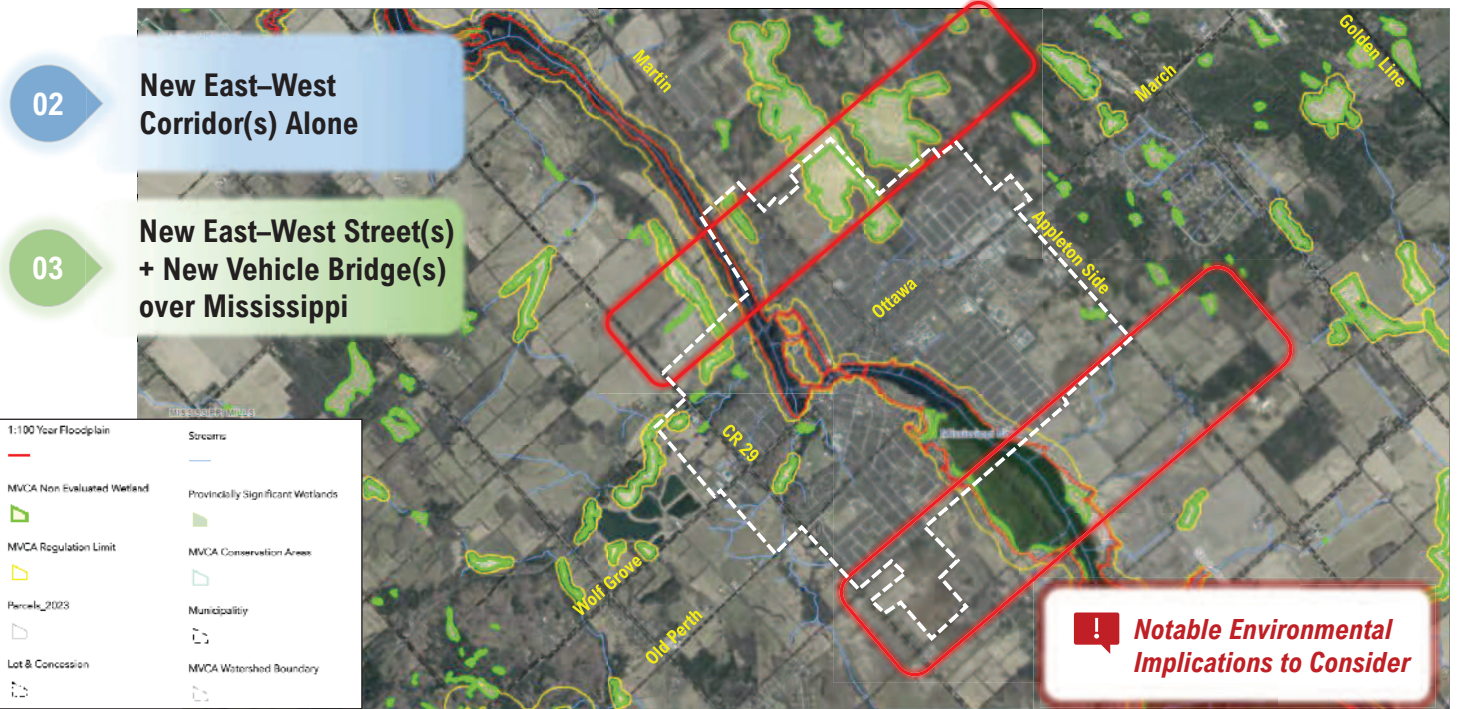 02
New East–West
Corridor(s) Alone
03
New East–West Street(s)
+ New Vehicle Bridge(s)
over Mississippi
Martin
March
Golden Line
Appleton Side
Ottawa
CR 29
Wolf Grove
Old Perth
MISSISSIPPI MILLS
1:100 Year Floodplain
Streams
MVCA Non Evaluated Wetland
Provincially Significant Wetlands
MVCA Regulation Limit
MVCA Conservation Areas
Parcels_2023
Municipality
Lot & Concession
MVCA Watershed Boundary
!
Notable Environmental
Implications to Consider